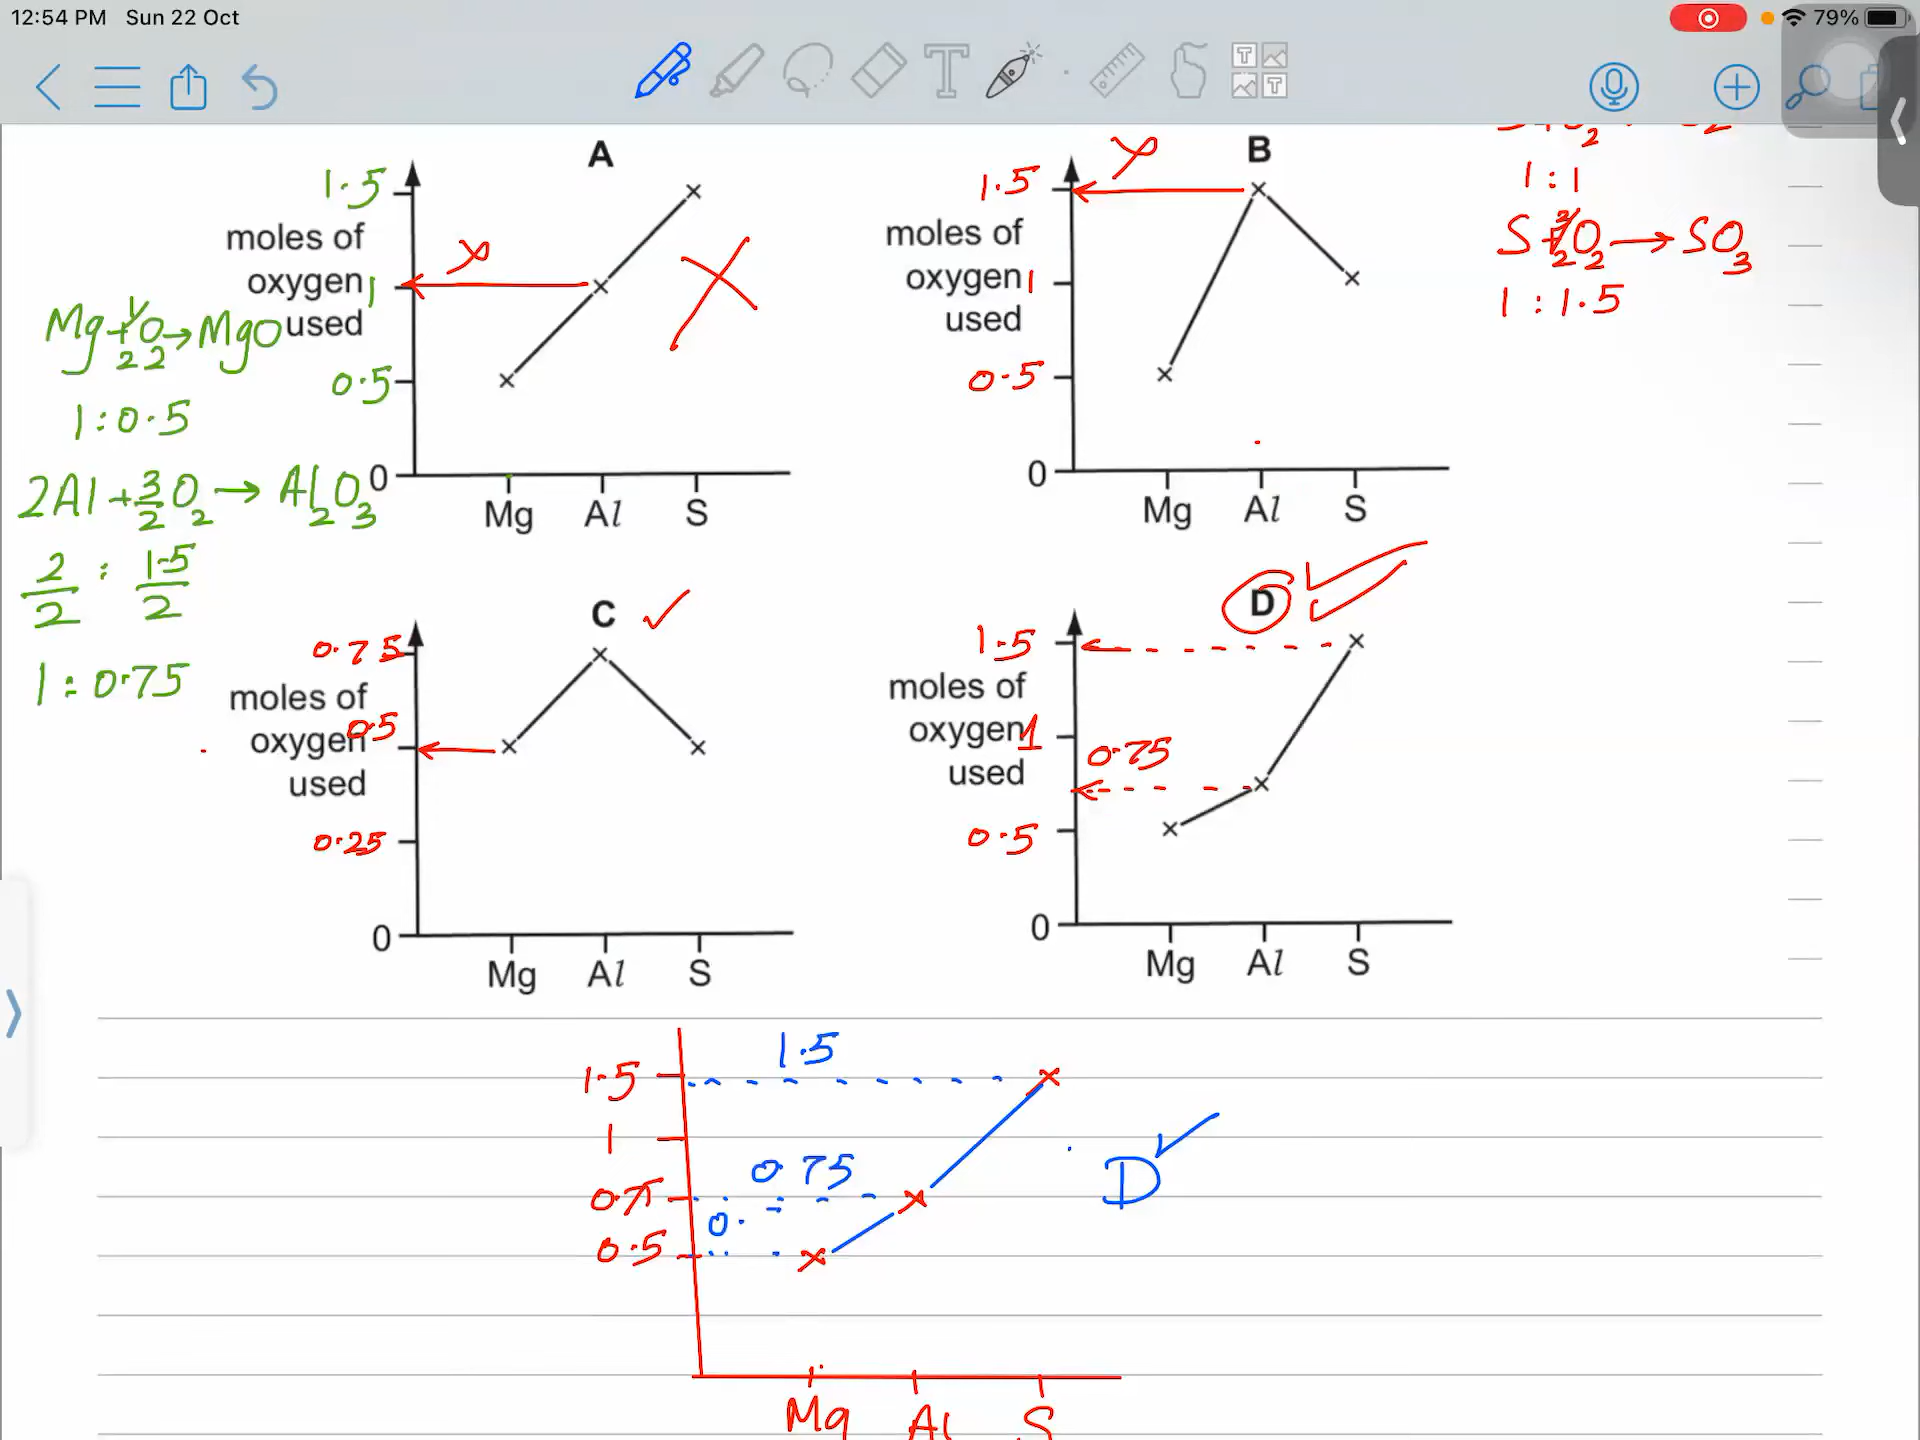 12:54 PM Sun 22 Oct
79%
A
1.5
moles of
oxygen
used
1
0.5
0
Mg Al S
B
1.5
moles of
oxygen
used
1
0.5
0
Mg Al S
1:1
S + 3/2 O2 → SO3
1 : 1.5
Mg + 1/2 O2 → MgO
1:0.5
2Al + 3/2 O2 → Al2O3
2/2 : 1.5/2
1 : 0.75
C
0.75
moles of
oxygen
used
0.5
0.25
0
Mg Al S
D
1.5
moles of
oxygen
used
1
0.75
0.5
0
Mg Al S
1.5
1.5
1
0.75
0.75
0.
0.5
D
Mg Al S